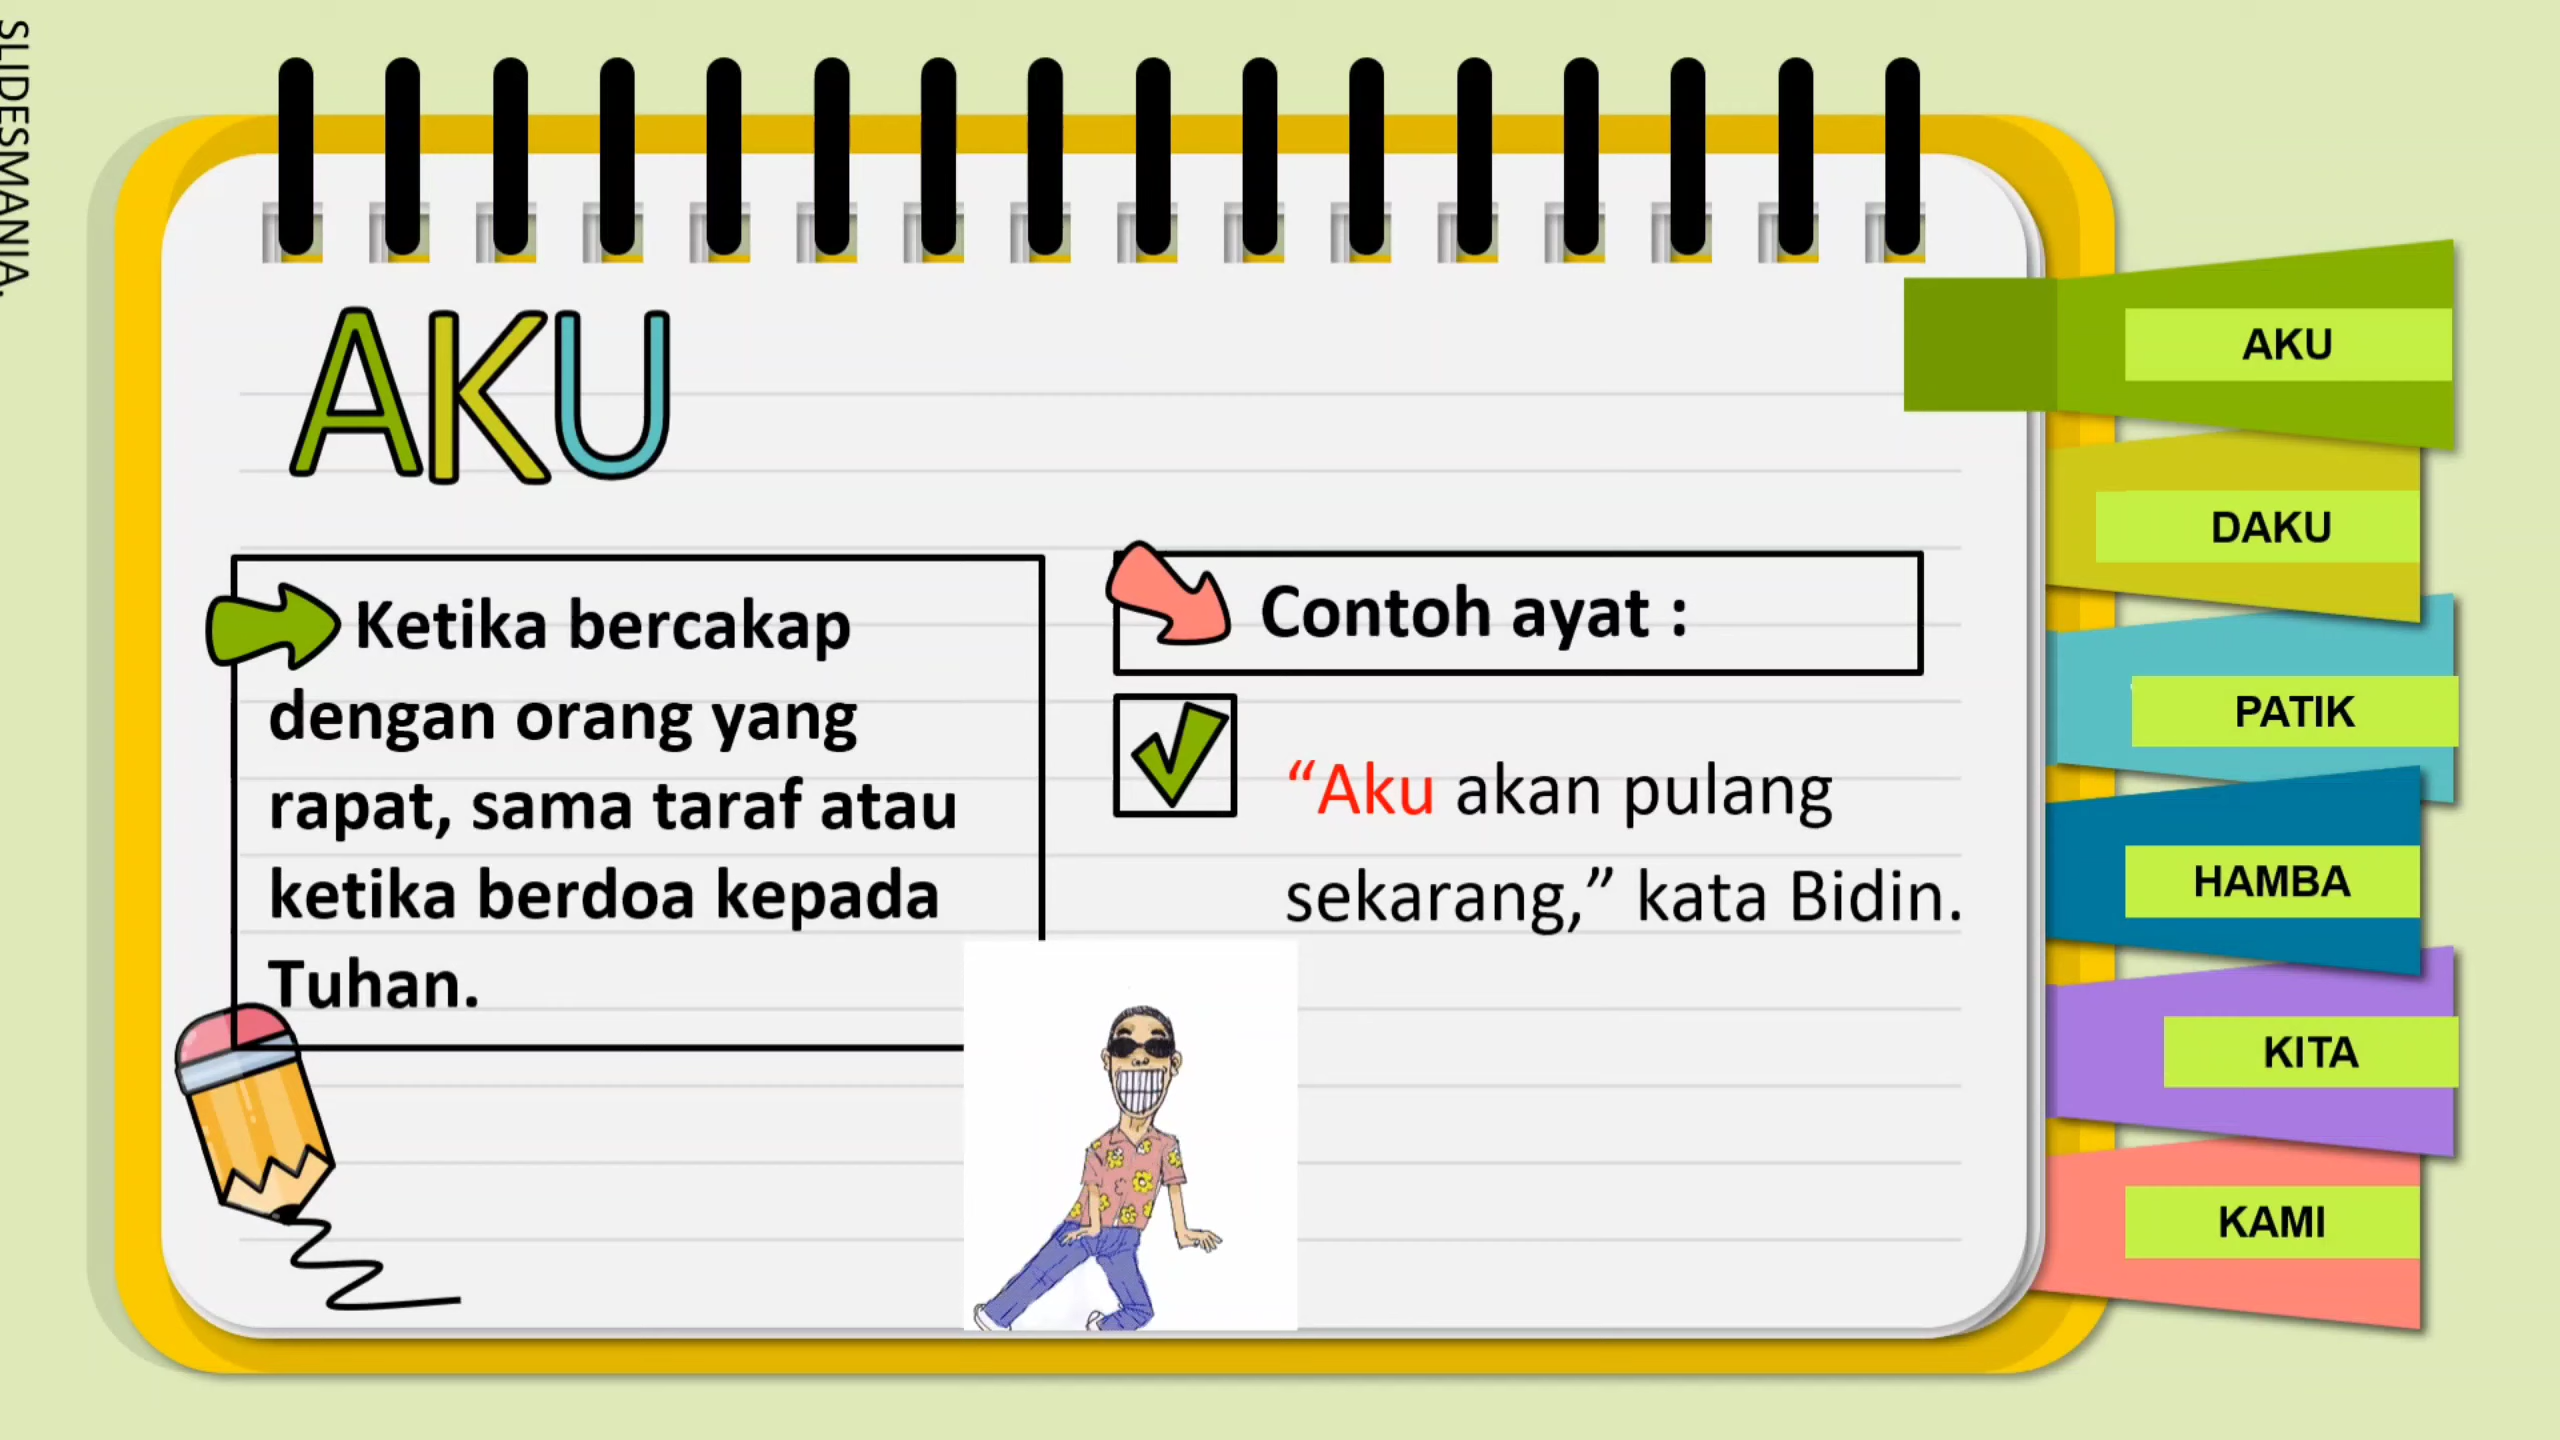 SLIDESMANIA.
AKU
Ketika bercakap
dengan orang yang
rapat, sama taraf atau
ketika berdoa kepada
Tuhan.
Contoh ayat :
“Aku akan pulang
sekarang,” kata Bidin.
AKU
DAKU
PATIK
HAMBA
KITA
KAMI